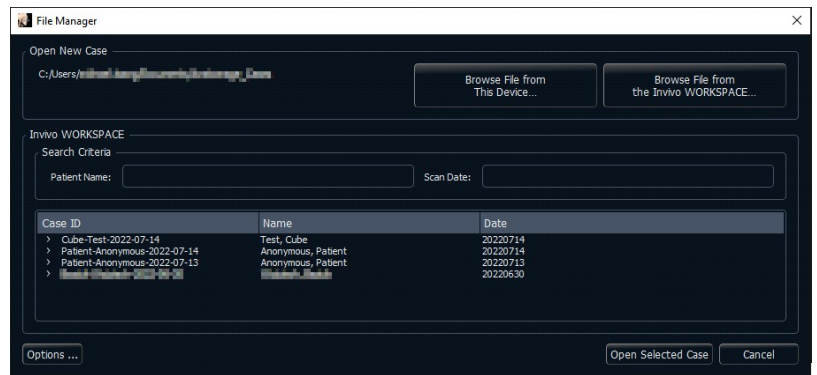 File Manager
Open New Case
C:/Users/
Browse File from
This Device...
Browse File from
the Invivo WORKSPACE...
Invivo WORKSPACE
Search Criteria
Patient Name:
Scan Date:
Case ID Name Date
> Cube-Test-2022-07-14 Test, Cube 20220714
> Patient-Anonymous-2022-07-14 Anonymous, Patient 20220714
> Patient-Anonymous-2022-07-13 Anonymous, Patient 20220713
> 20220630
Options ...
Open Selected Case
Cancel